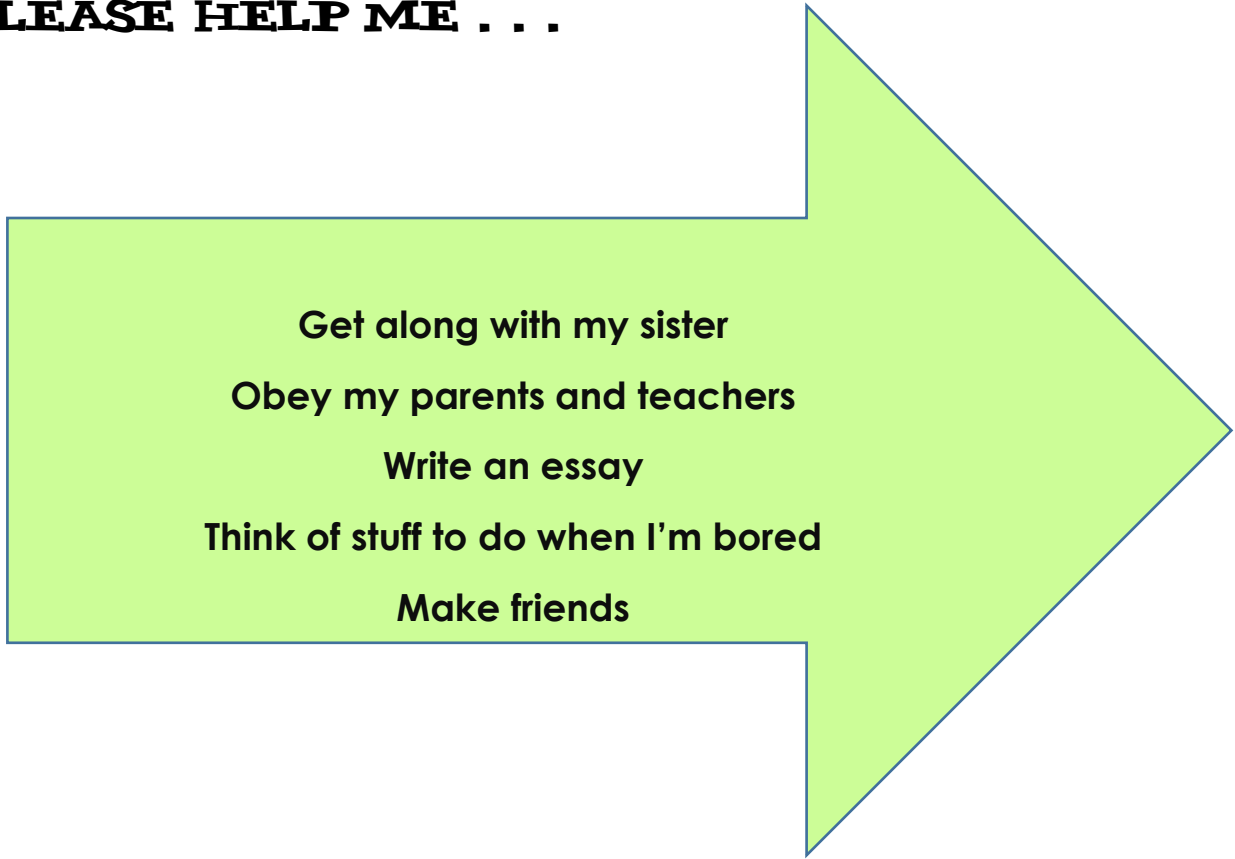 LEASE HELP ME . . .
Get along with my sister
Obey my parents and teachers
Write an essay
Think of stuff to do when I’m bored
Make friends